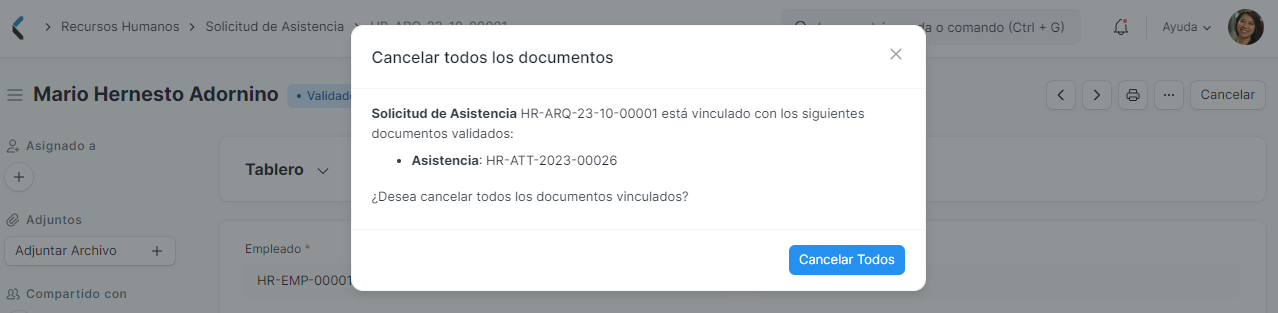 Recursos Humanos
Solicitud de Asistencia
HR-ARQ-23-10-00001
da o comando (Ctrl + G)
Ayuda
Cancelar todos los documentos
Mario Hernesto Adornino
Validado
Cancelar
Solicitud de Asistencia HR-ARQ-23-10-00001 está vinculado con los siguientes
documentos validados:
• Asistencia: HR-ATT-2023-00026
¿Desea cancelar todos los documentos vinculados?
Cancelar Todos
Asignado a
Tablero
Adjuntos
Adjuntar Archivo
Empleado *
HR-EMP-00001
Compartido con